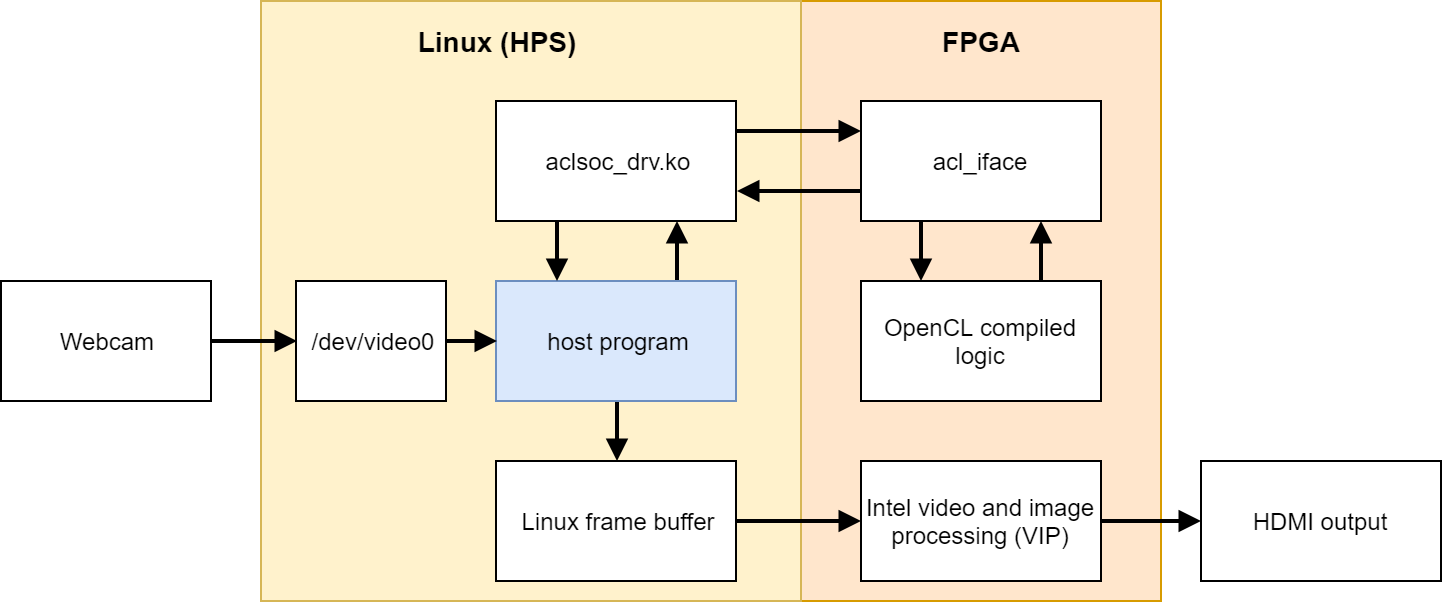 Linux (HPS)
FPGA
aclsoc_drv.ko
acl_iface
Webcam
/dev/video0
host program
OpenCL compiled
logic
Linux frame buffer
Intel video and image
processing (VIP)
HDMI output